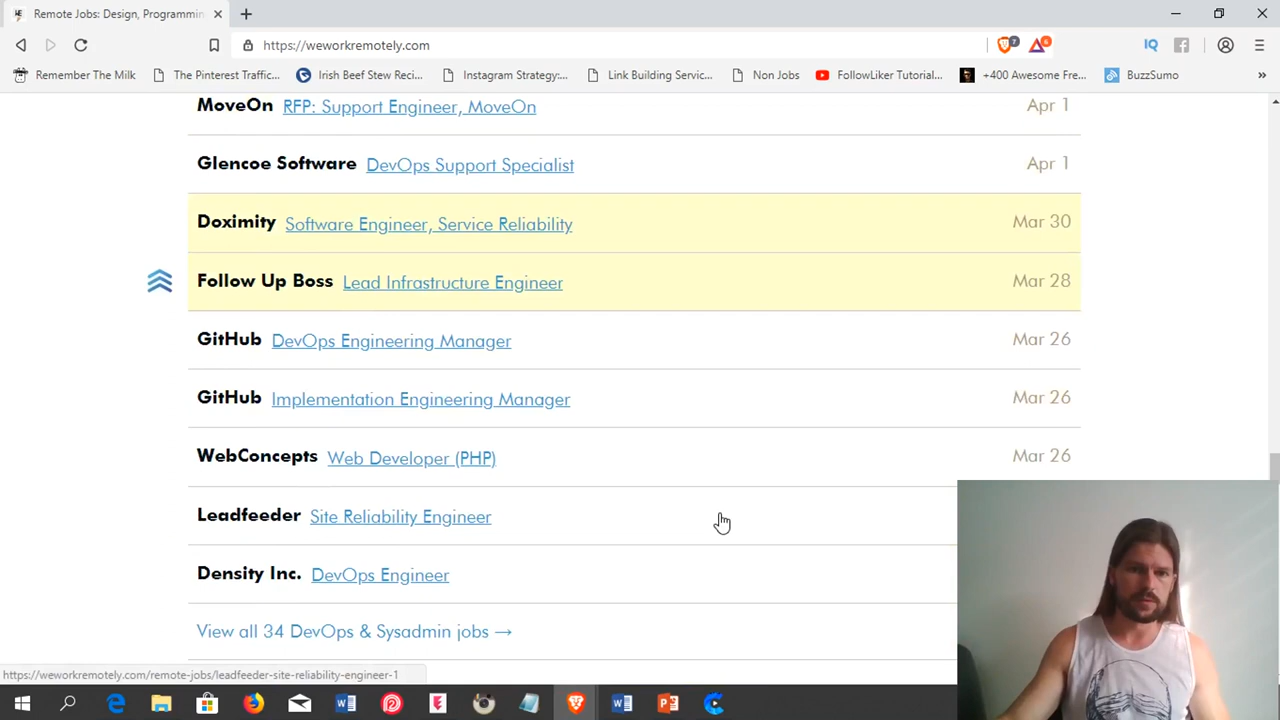 Remote Jobs: Design, Programmin
https://weworkremotely.com
7
6
IQ
Remember The Milk
The Pinterest Traffic...
Irish Beef Stew Reci...
Instagram Strategy:...
Link Building Servic...
Non Jobs
FollowLiker Tutorial...
+400 Awesome Fre...
BuzzSumo
»
MoveOn RFP: Support Engineer, MoveOn Apr 1
Glencoe Software DevOps Support Specialist Apr 1
Doximity Software Engineer, Service Reliability Mar 30
Follow Up Boss Lead Infrastructure Engineer Mar 28
GitHub DevOps Engineering Manager Mar 26
GitHub Implementation Engineering Manager Mar 26
WebConcepts Web Developer (PHP) Mar 26
Leadfeeder Site Reliability Engineer
Density Inc. DevOps Engineer
View all 34 DevOps & Sysadmin jobs →
https://weworkremotely.com/remote-jobs/leadfeeder-site-reliability-engineer-1